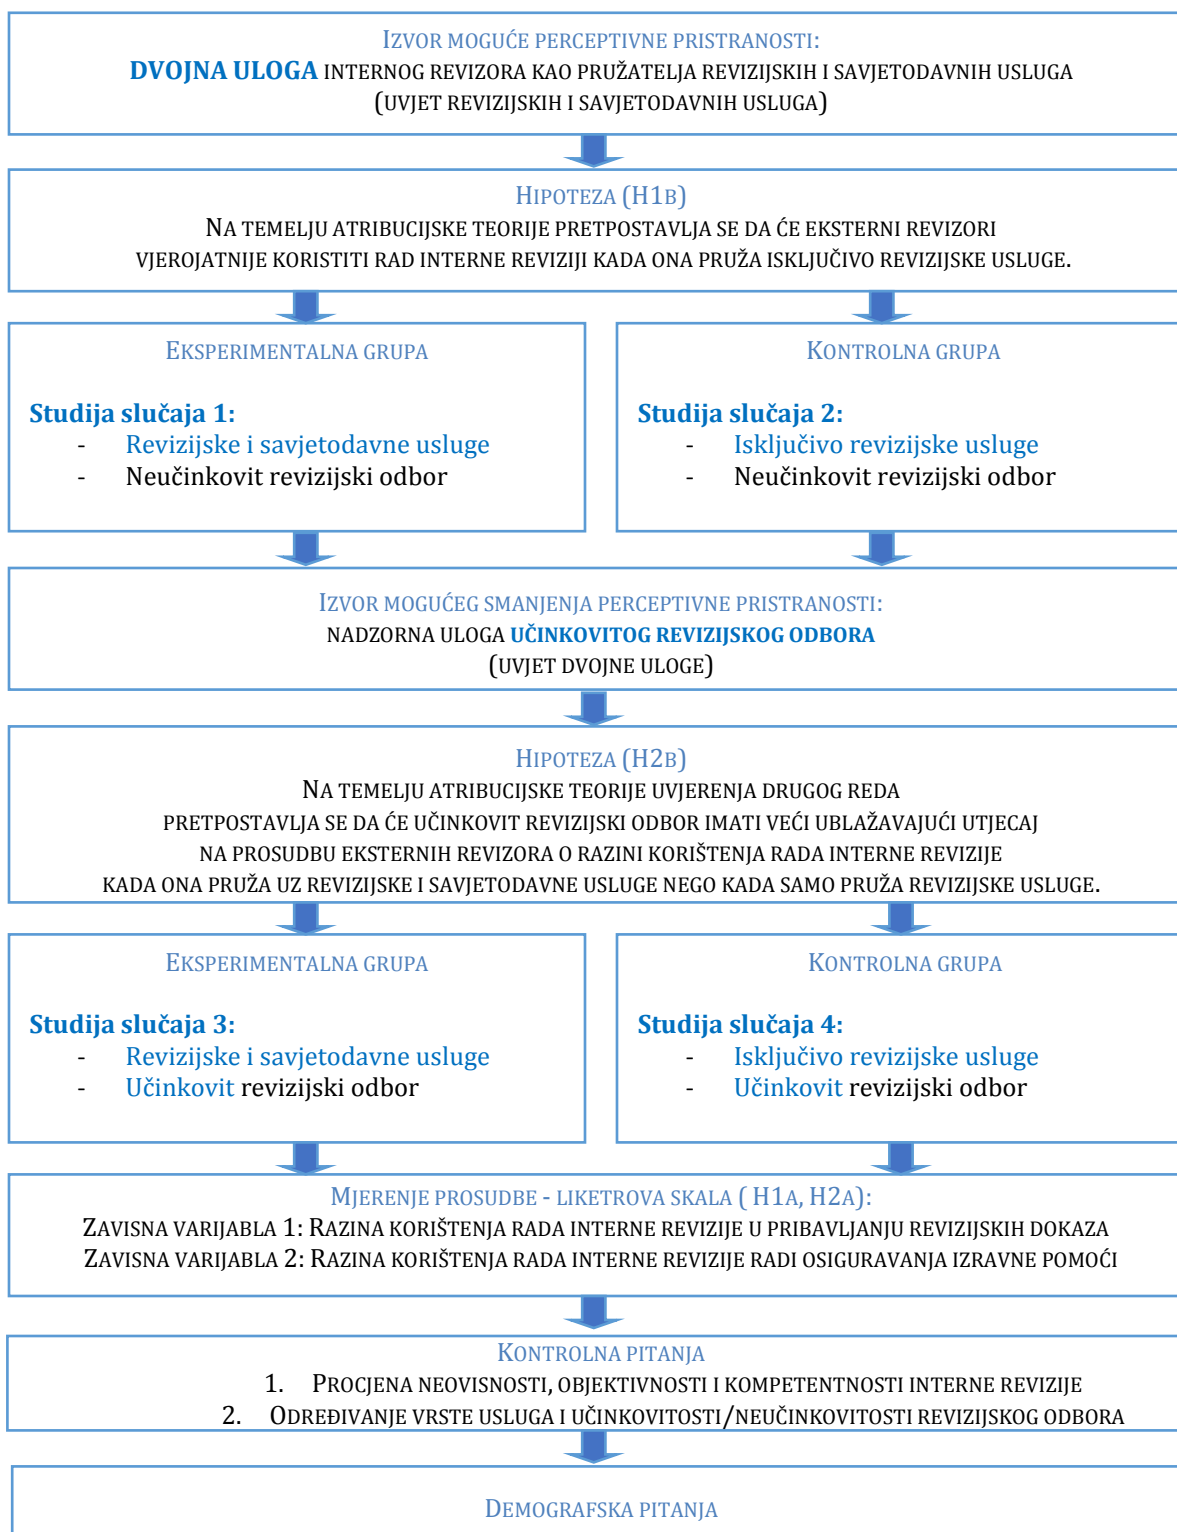 IZVOR MOGUĆE PERCEPTIVNE PRISTRANOSTI:
DVOJNA ULOGA INTERNOG REVIZORA KAO PRUŽATELJA REVIZIJSKIH I SAVJETODAVNIH USLUGA
(UVJET REVIZIJSKIH I SAVJETODAVNIH USLUGA)
HIPOTEZA (H1B)
NA TEMELJU ATRIBUCIJSKE TEORIJE PRETPOSTAVLJA SE DA ĆE EKSTERNI REVIZORI
VJEROJATNIJE KORISTITI RAD INTERNE REVIZIJI KADA ONA PRUŽA ISKLJUČIVO REVIZIJSKE USLUGE.
EKSPERIMENTALNA GRUPA
Studija slučaja 1:
- Revizijske i savjetodavne usluge
- Neučinkovit revizijski odbor
KONTROLNA GRUPA
Studija slučaja 2:
- Isključivo revizijske usluge
- Neučinkovit revizijski odbor
IZVOR MOGUĆEG SMANJENJA PERCEPTIVNE PRISTRANOSTI:
NADZORNA ULOGA UČINKOVITOG REVIZIJSKOG ODBORA
(UVJET DVOJNE ULOGE)
HIPOTEZA (H2B)
NA TEMELJU ATRIBUCIJSKE TEORIJE UVJERENJA DRUGOG REDA
PRETPOSTAVLJA SE DA ĆE UČINKOVIT REVIZIJSKI ODBOR IMATI VEĆI UBLAŽAVAJUĆI UTJECAJ
NA PROSUDBU EKSTERNIH REVIZORA O RAZINI KORIŠTENJA RADA INTERNE REVIZIJE
KADA ONA PRUŽA UZ REVIZIJSKE I SAVJETODAVNE USLUGE NEGO KADA SAMO PRUŽA REVIZIJSKE USLUGE.
EKSPERIMENTALNA GRUPA
Studija slučaja 3:
- Revizijske i savjetodavne usluge
- Učinkovit revizijski odbor
KONTROLNA GRUPA
Studija slučaja 4:
- Isključivo revizijske usluge
- Učinkovit revizijski odbor
MJERENJE PROSUDBE - LIKETROVA SKALA ( H1A, H2A):
ZAVISNA VARIJABLA 1: RAZINA KORIŠTENJA RADA INTERNE REVIZIJE U PRIBAVLJANJU REVIZIJSKIH DOKAZA
ZAVISNA VARIJABLA 2: RAZINA KORIŠTENJA RADA INTERNE REVIZIJE RADI OSIGURAVANJA IZRAVNE POMOĆI
KONTROLNA PITANJA
1. PROCJENA NEOVISNOSTI, OBJEKTIVNOSTI I KOMPETENTNOSTI INTERNE REVIZIJE
2. ODREĐIVANJE VRSTE USLUGA I UČINKOVITOSTI/NEUČINKOVITOSTI REVIZIJSKOG ODBORA
DEMOGRAFSKA PITANJA